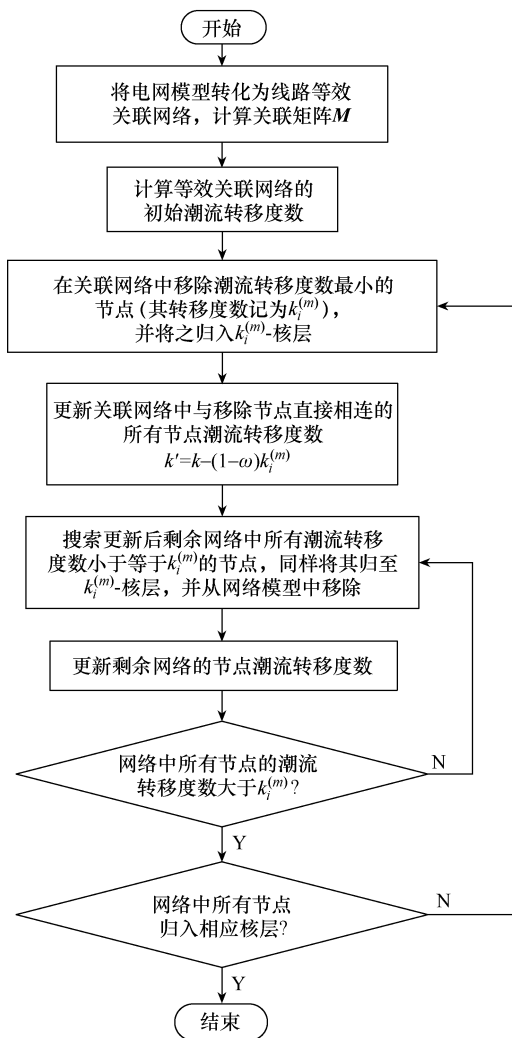 开始
将电网模型转化为线路等效
关联网络，计算关联矩阵M
计算等效关联网络的
初始潮流转移度数
在关联网络中移除潮流转移度数最小的
节点(其转移度数记为k_i^{(m)})，
并将之归入k_i^{(m)}-核层
更新关联网络中与移除节点直接相连的
所有节点潮流转移度数
k'=k-(1-ω)k_i^{(m)}
搜索更新后剩余网络中所有潮流转移
度数小于等于k_i^{(m)}的节点，同样将其归至
k_i^{(m)}-核层，并从网络模型中移除
更新剩余网络的节点潮流转移度数
网络中所有节点的潮流
转移度数大于k_i^{(m)}?
N
Y
网络中所有节点
归入相应核层?
N
Y
结束